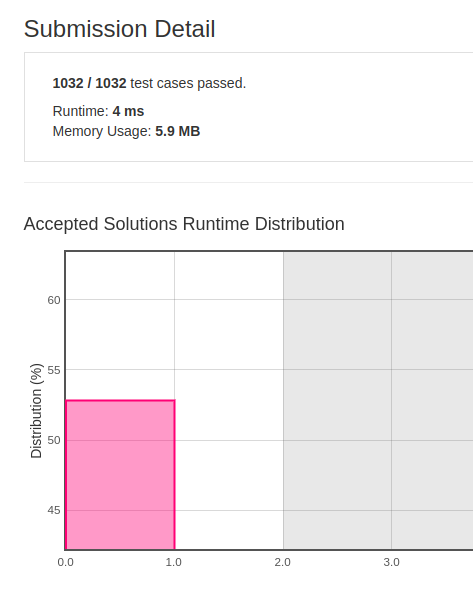 Submission Detail
1032 / 1032 test cases passed.
Runtime: 4 ms
Memory Usage: 5.9 MB
Accepted Solutions Runtime Distribution
Distribution (%)
60
55
50
45
0.0 1.0 2.0 3.0